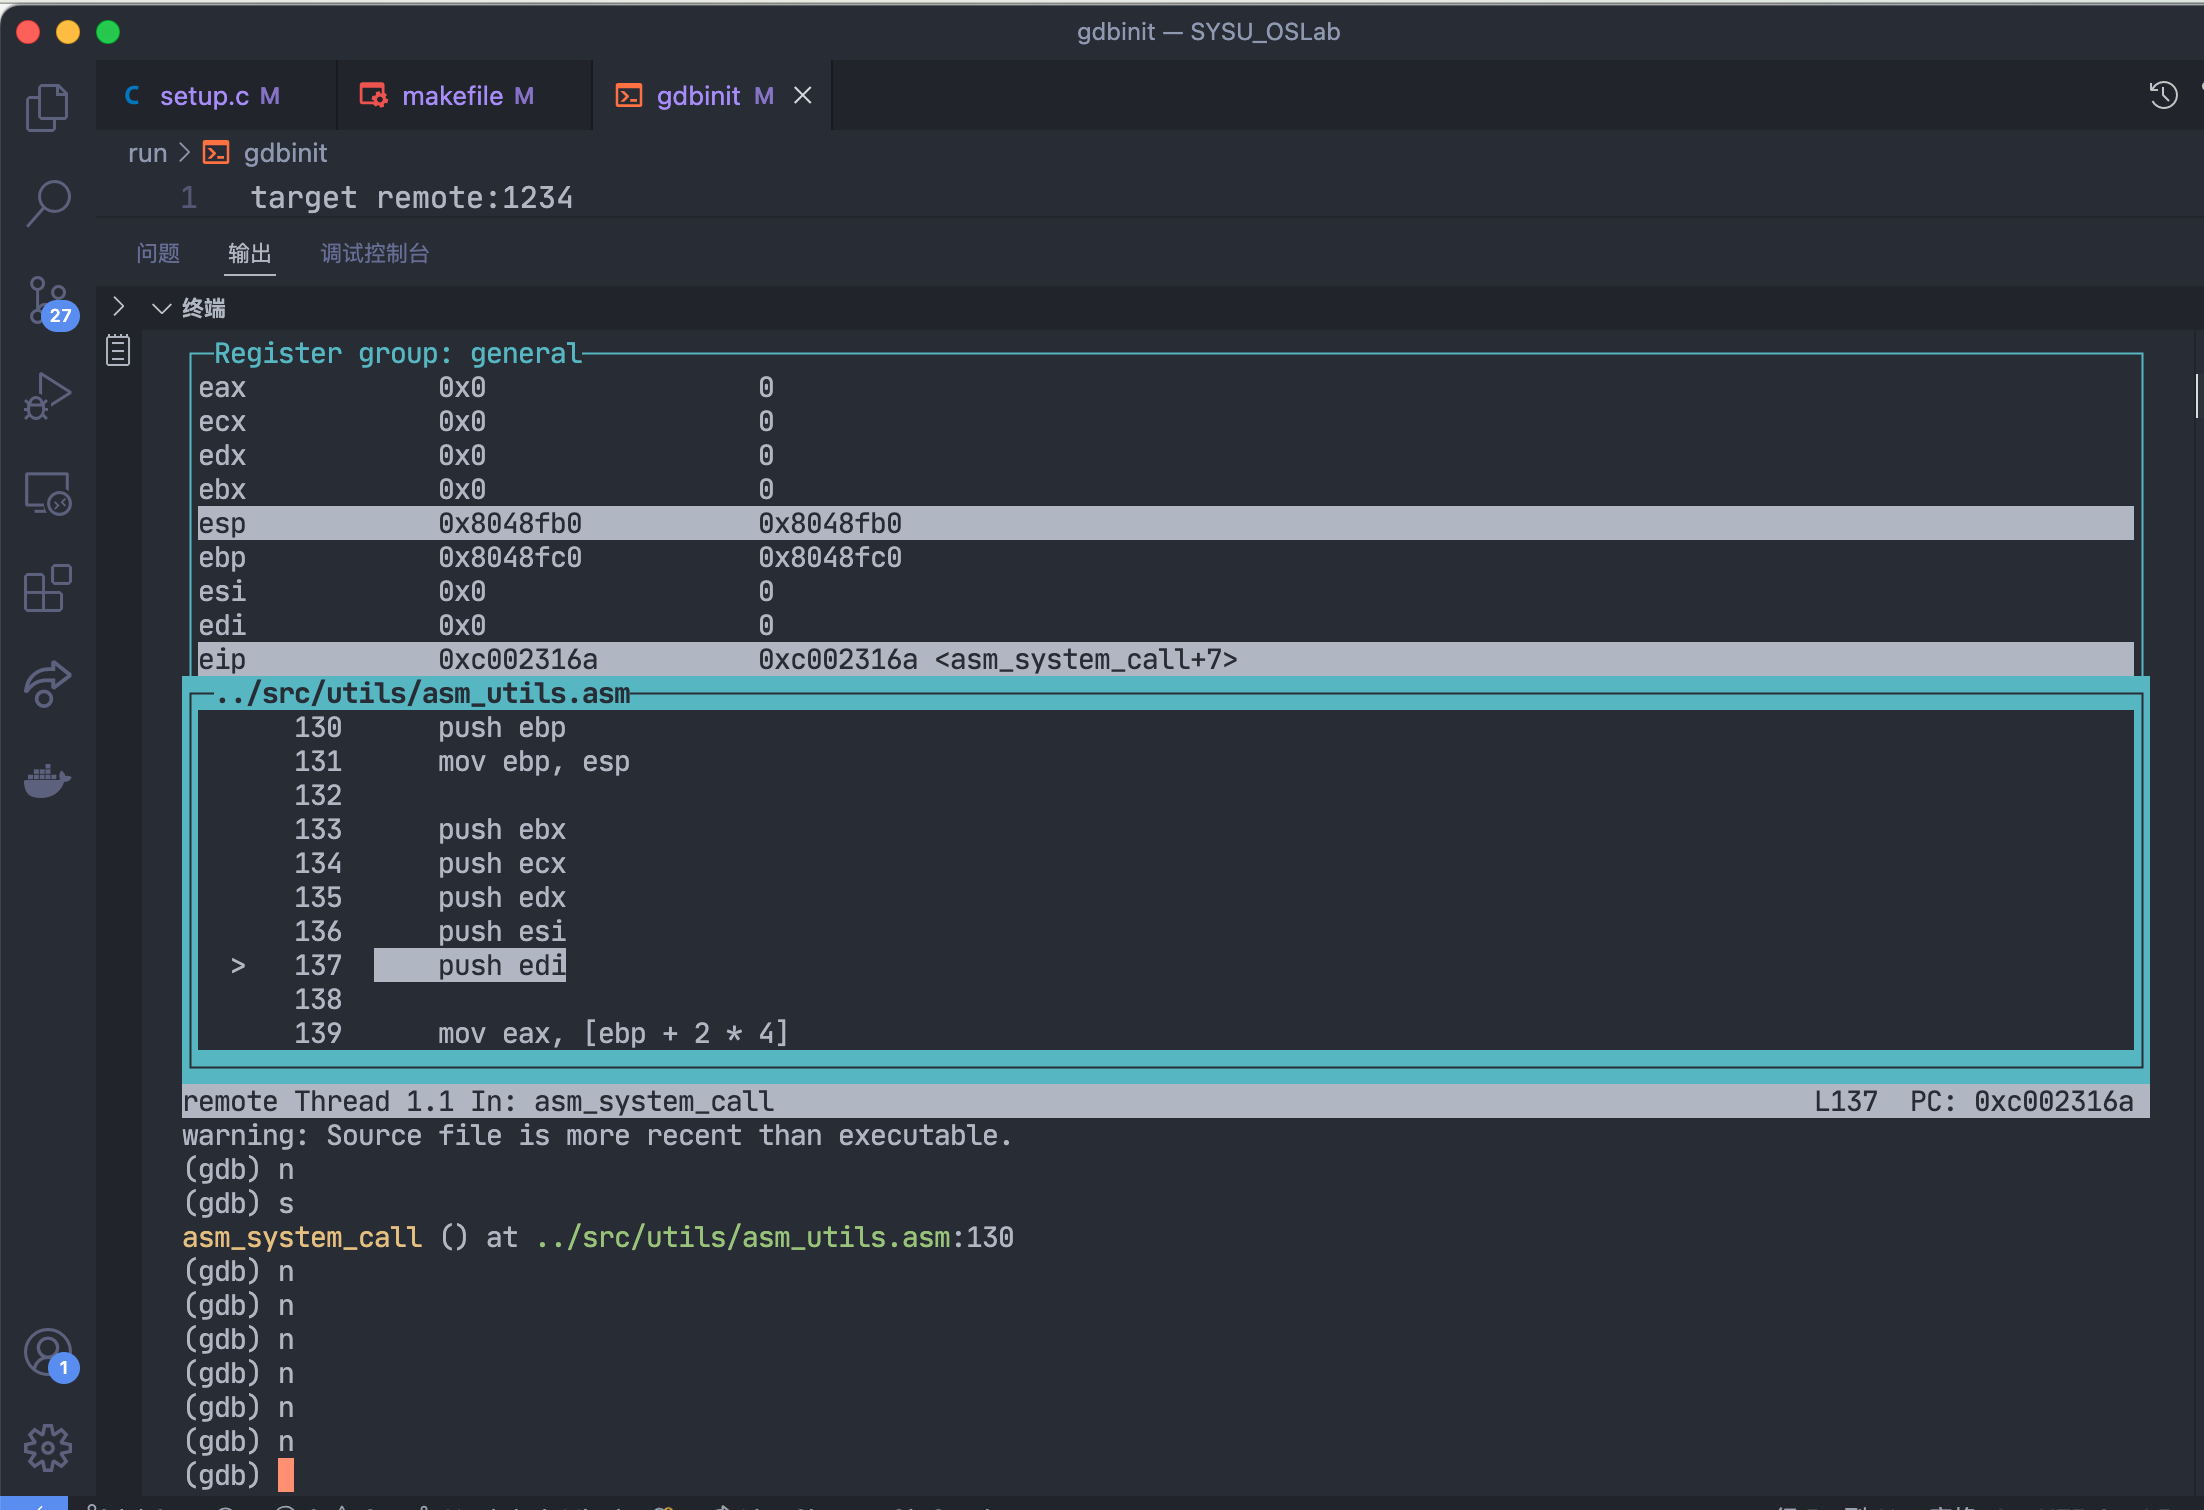 gdbinit — SYSU_OSLab
setup.c M makefile M gdbinit M
run > gdbinit
1 target remote:1234
问题 输出 调试控制台
27
终端
Register group: general
eax 0x0 0
ecx 0x0 0
edx 0x0 0
ebx 0x0 0
esp 0x8048fb0 0x8048fb0
ebp 0x8048fc0 0x8048fc0
esi 0x0 0
edi 0x0 0
eip 0xc002316a 0xc002316a <asm_system_call+7>
../src/utils/asm_utils.asm
130 push ebp
131 mov ebp, esp
132
133 push ebx
134 push ecx
135 push edx
136 push esi
> 137 push edi
138
139 mov eax, [ebp + 2 * 4]
remote Thread 1.1 In: asm_system_call L137 PC: 0xc002316a
warning: Source file is more recent than executable.
(gdb) n
(gdb) s
asm_system_call () at ../src/utils/asm_utils.asm:130
(gdb) n
(gdb) n
(gdb) n
(gdb) n
(gdb) n
(gdb) n
(gdb)
1